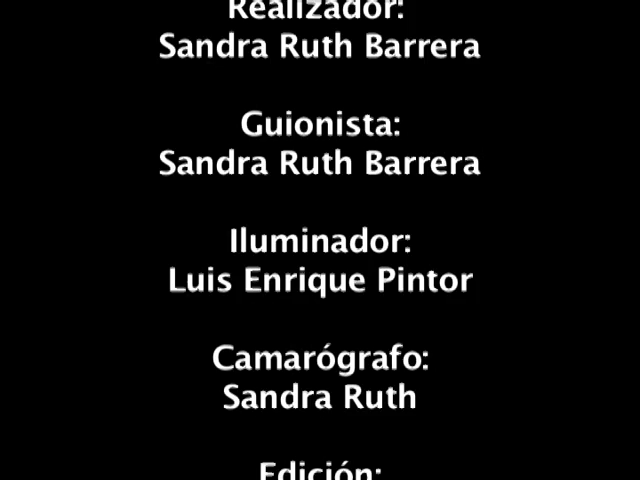 Realizador:
Sandra Ruth Barrera
Guionista:
Sandra Ruth Barrera
Iluminador:
Luis Enrique Pintor
Camarógrafo:
Sandra Ruth
Edición: